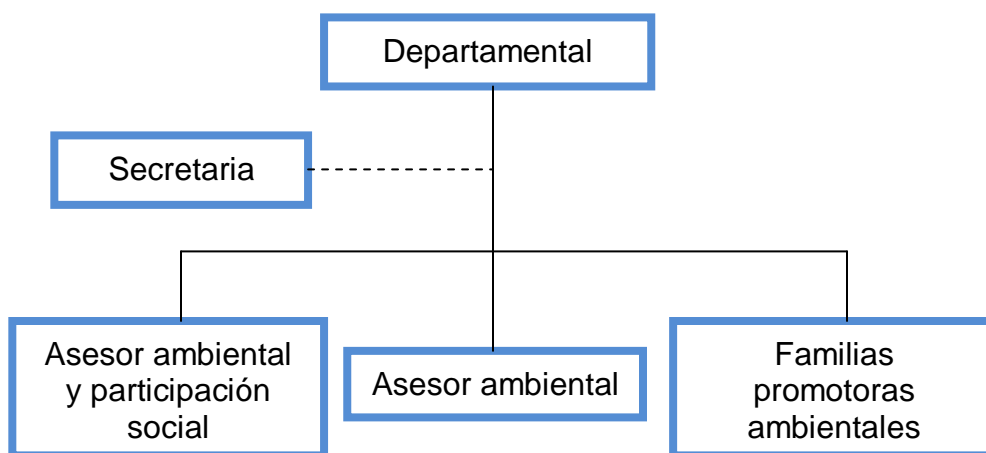 Departamental
Secretaria
Asesor ambiental
y participación
social
Asesor ambiental
Familias
promotoras
ambientales